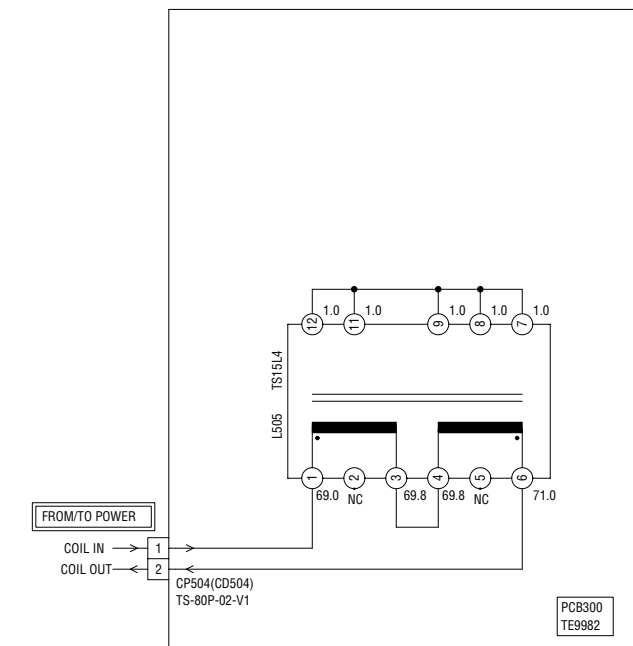 1.0 1.0 1.0 1.0 1.0
12 11 9 8 7
TS15L4
L505
1 2 3 4 5 6
69.0 NC 69.8 69.8 NC 71.0
FROM/TO POWER
COIL IN 1
COIL OUT 2
CP504(CD504)
TS-80P-02-V1
PCB300
TE9982